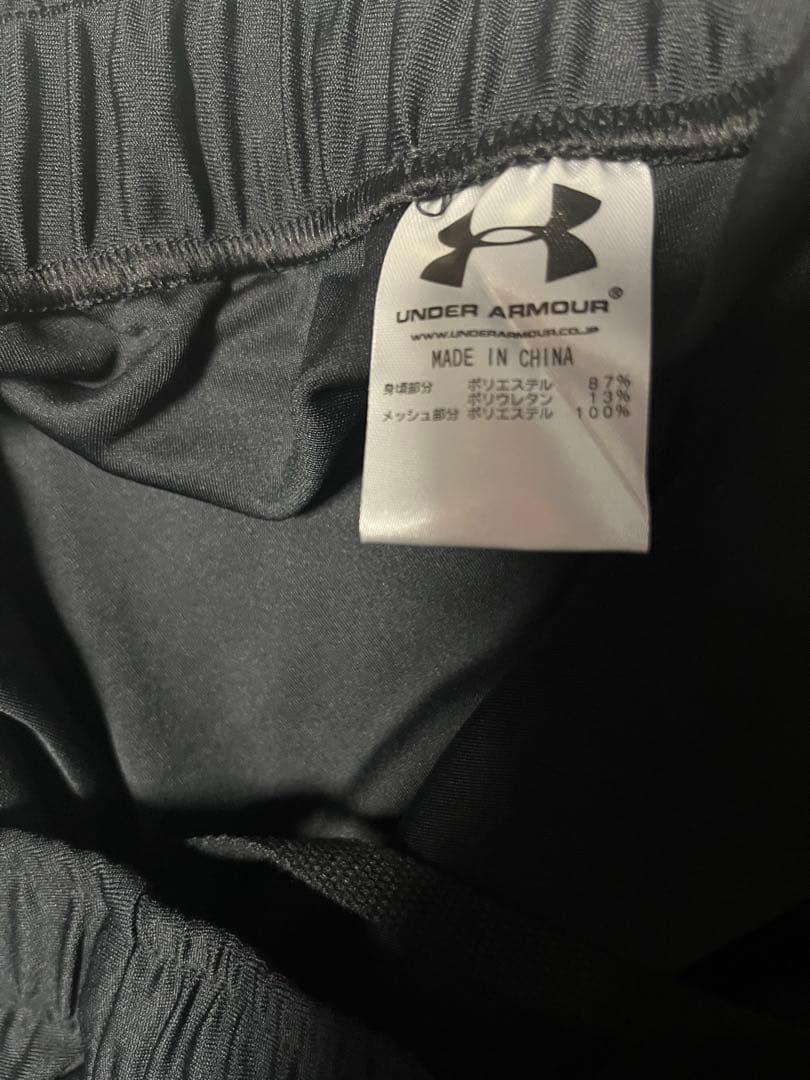 UNDER ARMOUR®
WWW.UNDERARMOUR.CO.JP
MADE IN CHINA
身頃部分 ポリエステル 87%
ポリウレタン 13%
メッシュ部分 ポリエステル 100%